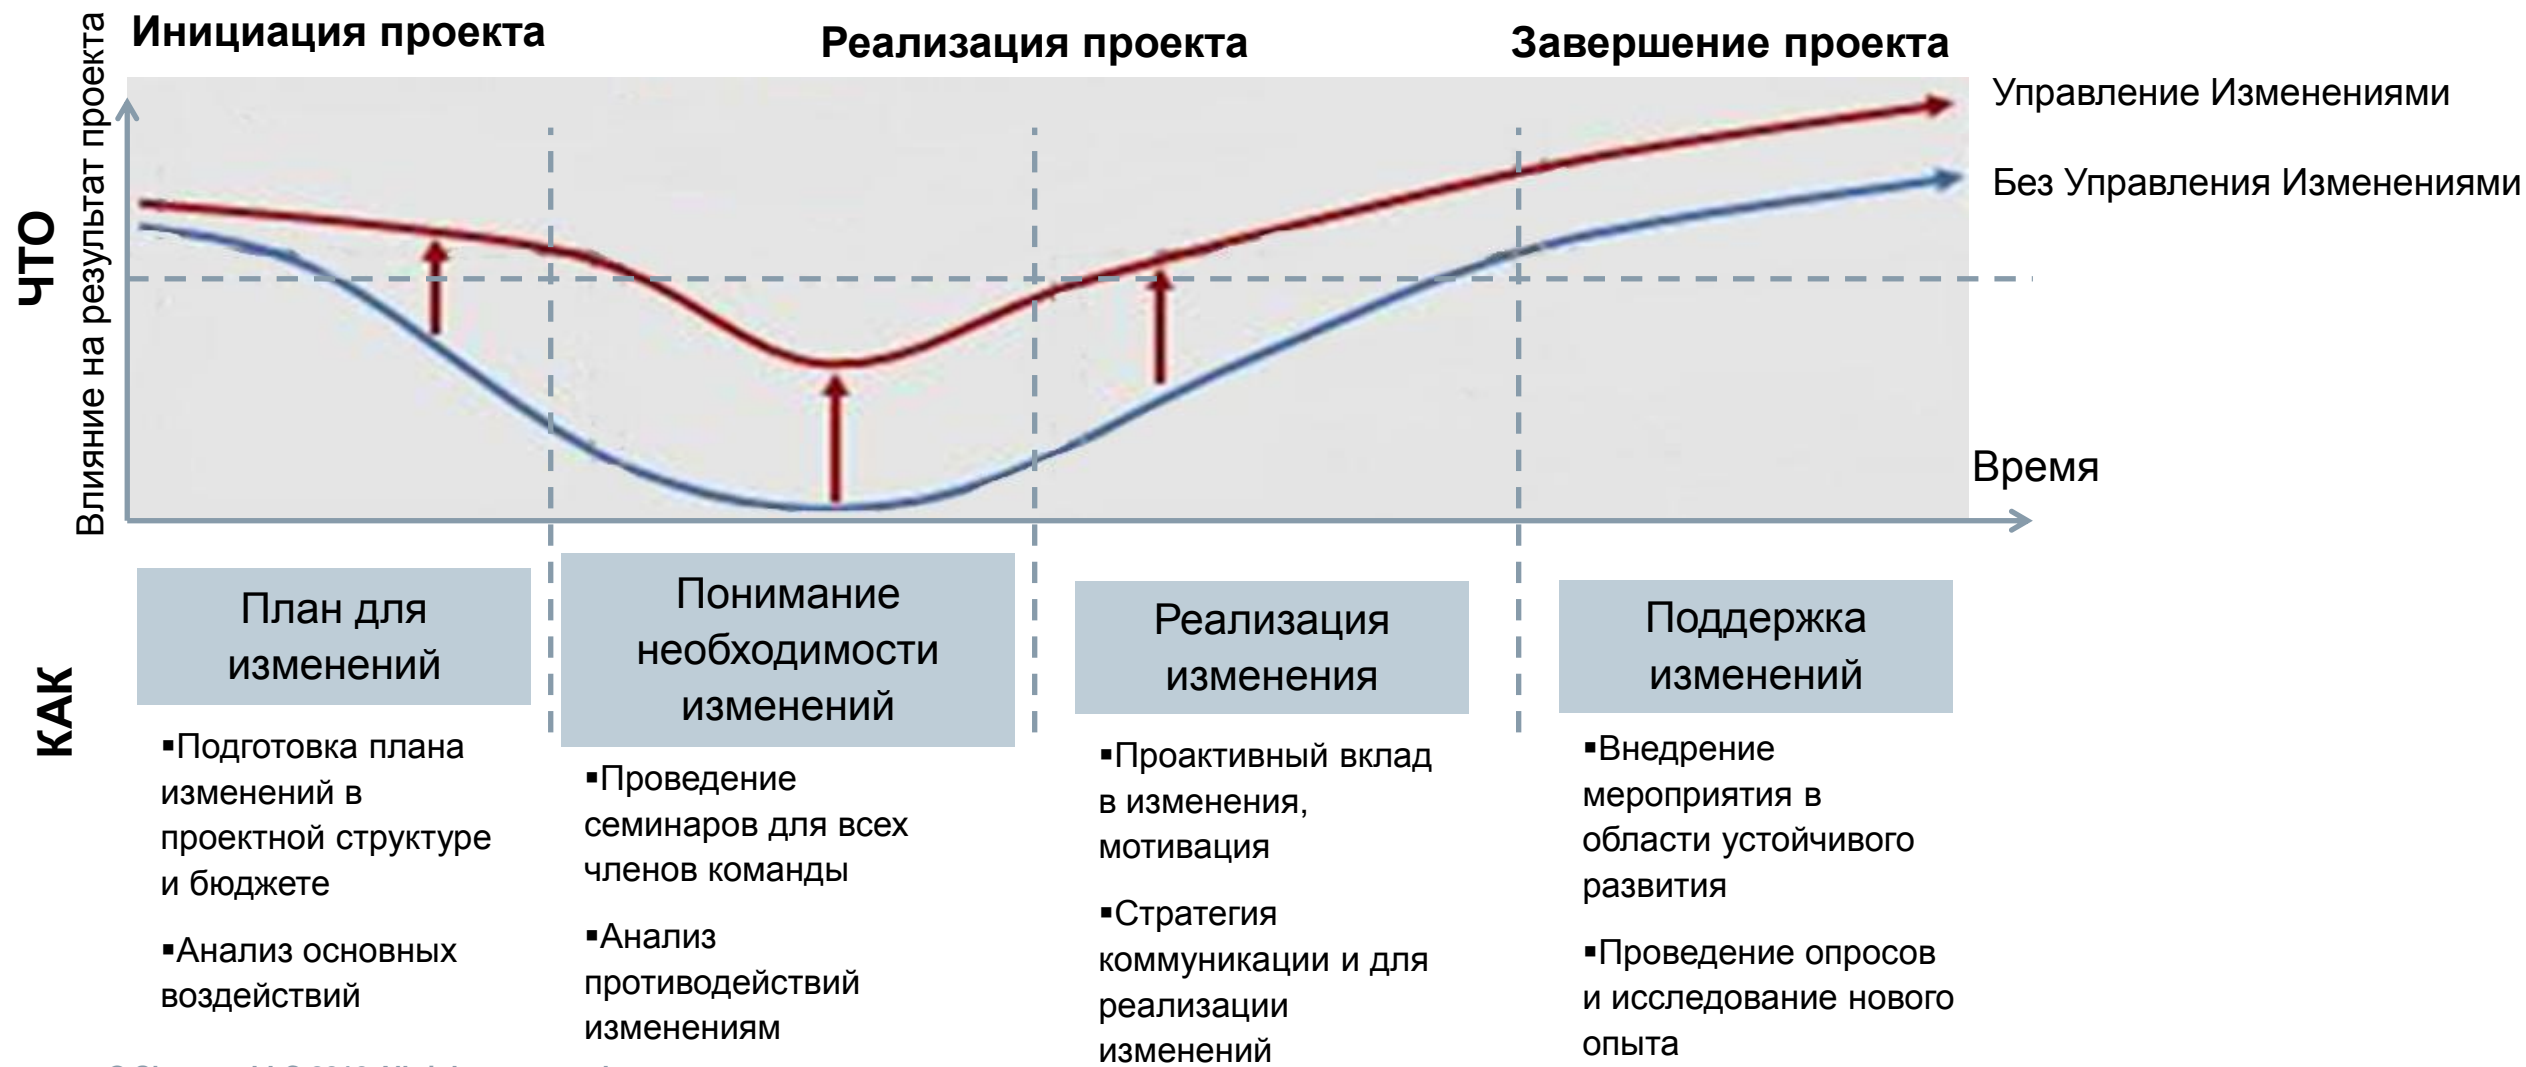 Инициация проекта
Реализация проекта
Завершение проекта
ЧТО
Влияние на результат проекта
Управление Изменениями
Без Управления Изменениями
Время
КАК
План для
изменений
▪Подготовка плана
изменений в
проектной структуре
и бюджете
▪Анализ основных
воздействий
Понимание
необходимости
изменений
▪Проведение
семинаров для всех
членов команды
▪Анализ
противодействий
изменениям
Реализация
изменения
▪Проактивный вклад
в изменения,
мотивация
▪Стратегия
коммуникации и для
реализации
изменений
Поддержка
изменений
▪Внедрение
мероприятия в
области устойчивого
развития
▪Проведение опросов
и исследование нового
опыта